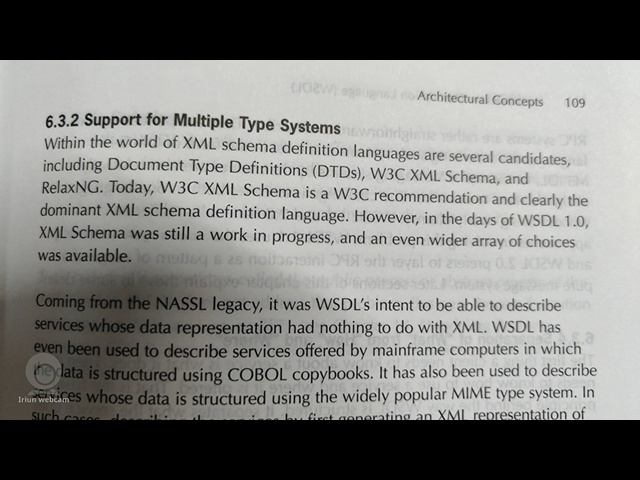 Architectural Concepts 109
6.3.2 Support for Multiple Type Systems
Within the world of XML schema definition languages are several candidates,
including Document Type Definitions (DTDs), W3C XML Schema, and
RelaxNG. Today, W3C XML Schema is a W3C recommendation and clearly the
dominant XML schema definition language. However, in the days of WSDL 1.0,
XML Schema was still a work in progress, and an even wider array of choices
was available.
Coming from the NASSL legacy, it was WSDL's intent to be able to describe
services whose data representation had nothing to do with XML. WSDL has
even been used to describe services offered by mainframe computers in which
the data is structured using COBOL copybooks. It has also been used to describe
services whose data is structured using the widely popular MIME type system. In
such cases, describing the services by first generating an XML representation of
Iriun webcam